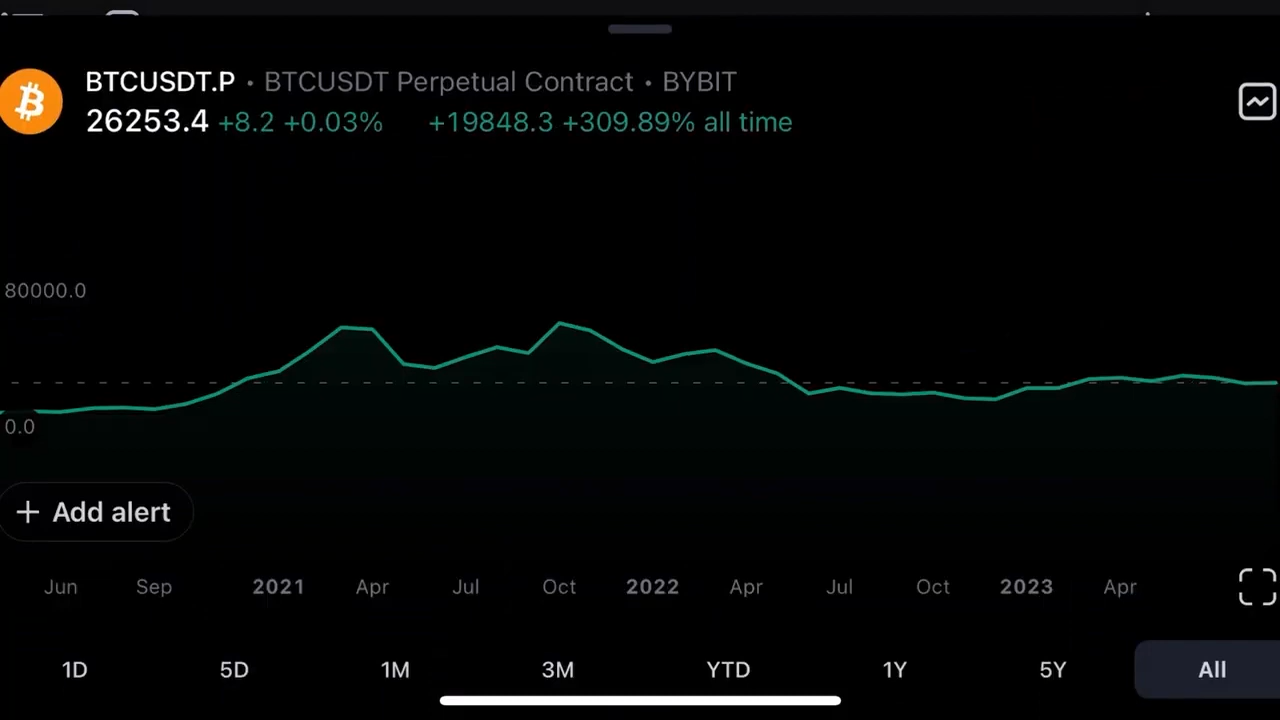 BTCUSDT.P · BTCUSDT Perpetual Contract · BYBIT
26253.4 +8.2 +0.03% +19848.3 +309.89% all time
80000.0
0.0
+ Add alert
Jun Sep 2021 Apr Jul Oct 2022 Apr Jul Oct 2023 Apr
1D 5D 1M 3M YTD 1Y 5Y All